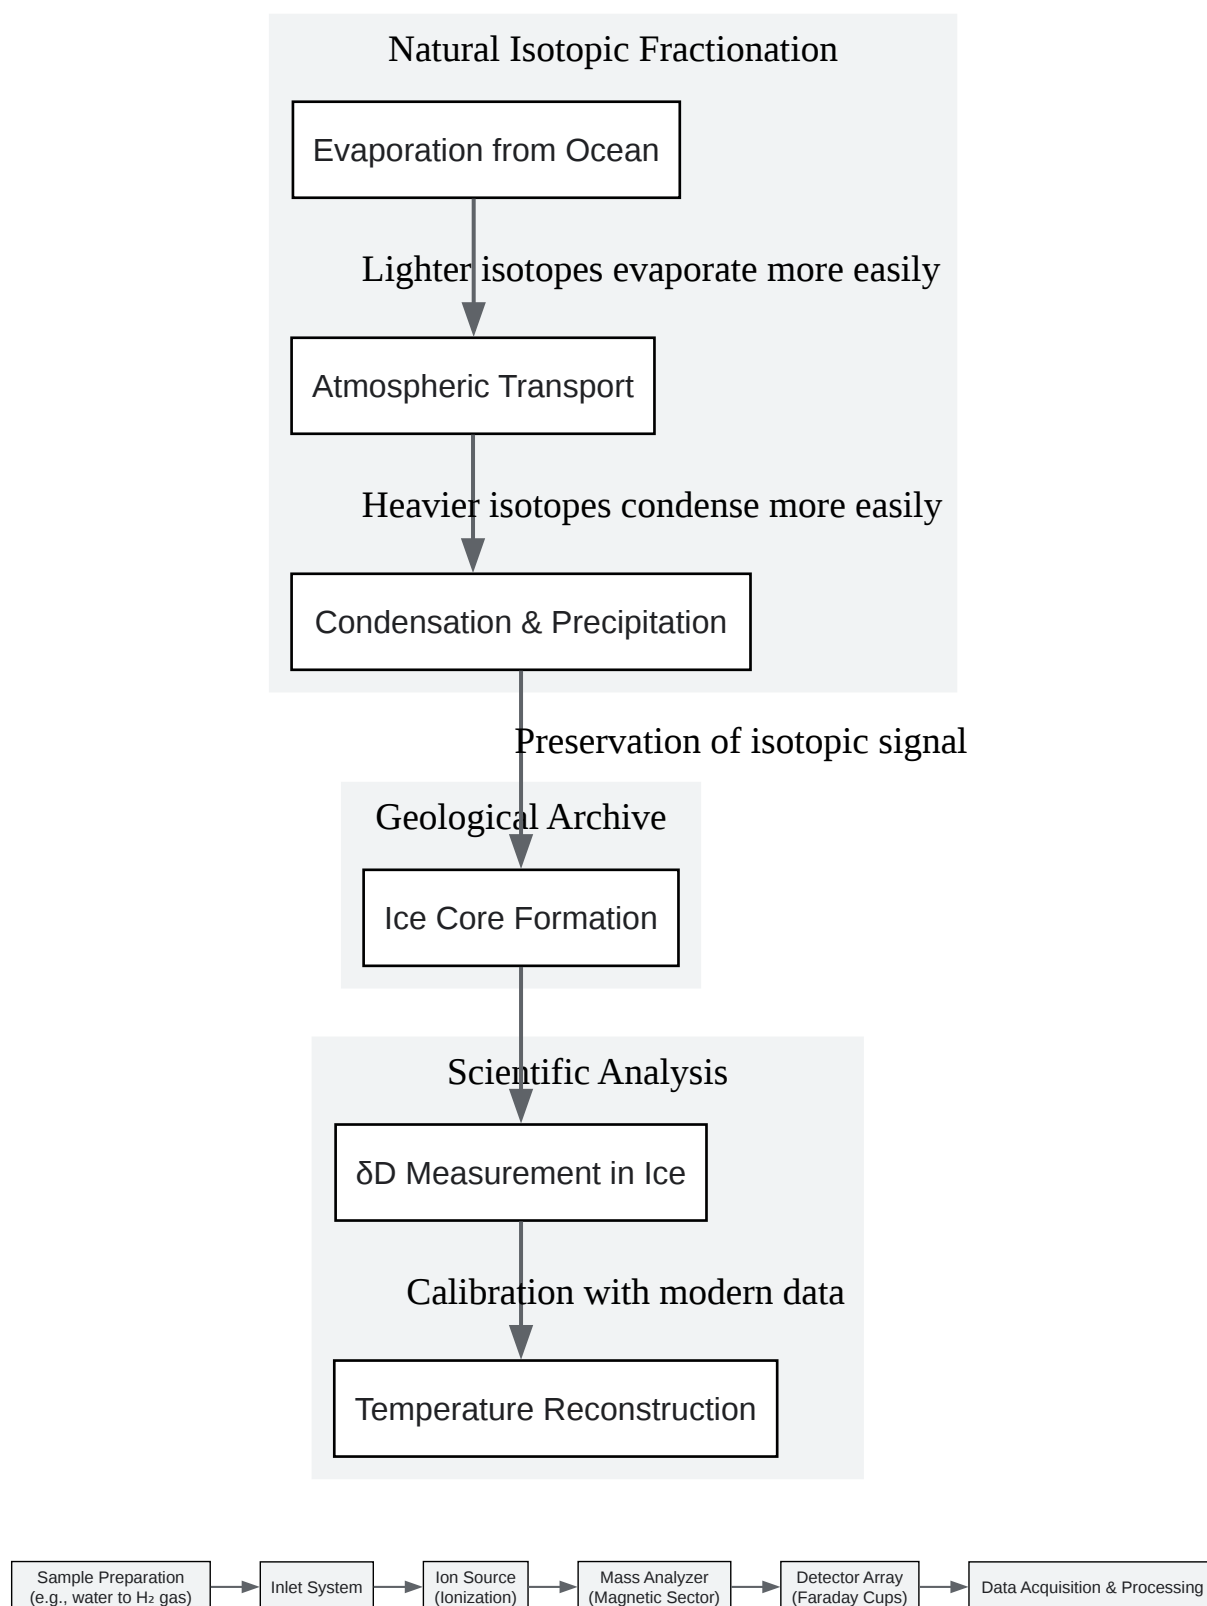 Natural Isotopic Fractionation
Evaporation from Ocean
Lighter isotopes evaporate more easily
Atmospheric Transport
Heavier isotopes condense more easily
Condensation & Precipitation
Preservation of isotopic signal
Geological Archive
Ice Core Formation
Scientific Analysis
δD Measurement in Ice
Calibration with modern data
Temperature Reconstruction
Sample Preparation
(e.g., water to H₂ gas)
Inlet System
Ion Source
(Ionization)
Mass Analyzer
(Magnetic Sector)
Detector Array
(Faraday Cups)
Data Acquisition & Processing